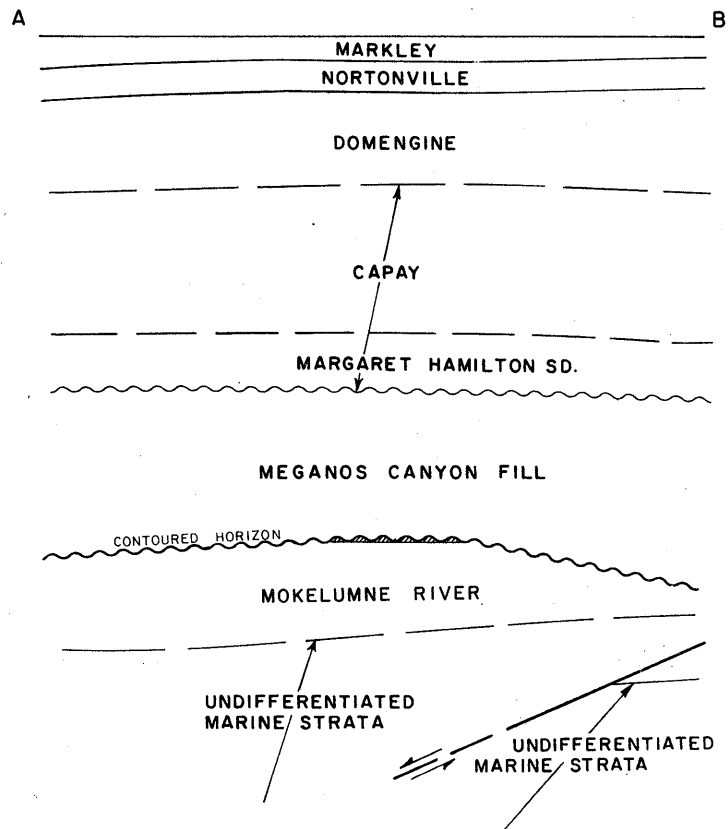 A
B
MARKLEY
NORTONVILLE
DOMENGINE
CAPAY
MARGARET HAMILTON SD.
MEGANOS CANYON FILL
CONTOURED HORIZON
MOKELUMNE RIVER
UNDIFFERENTIATED
MARINE STRATA
UNDIFFERENTIATED
MARINE STRATA